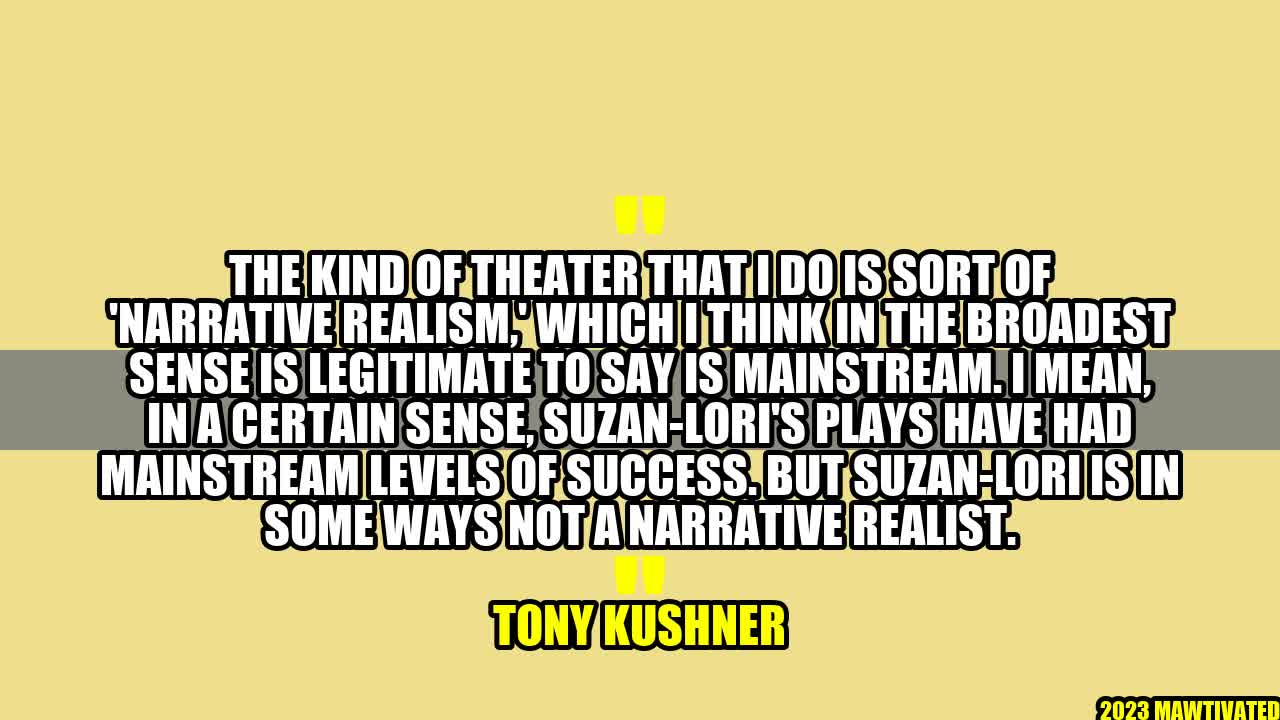 "
THE KIND OF THEATER THAT I DO IS SORT OF
'NARRATIVE REALISM,' WHICH I THINK IN THE BROADEST
SENSE IS LEGITIMATE TO SAY IS MAINSTREAM. I MEAN,
IN A CERTAIN SENSE, SUZAN-LORI'S PLAYS HAVE HAD
MAINSTREAM LEVELS OF SUCCESS. BUT SUZAN-LORI IS IN
SOME WAYS NOT A NARRATIVE REALIST.
"
TONY KUSHNER
2023 MAWTIVATED